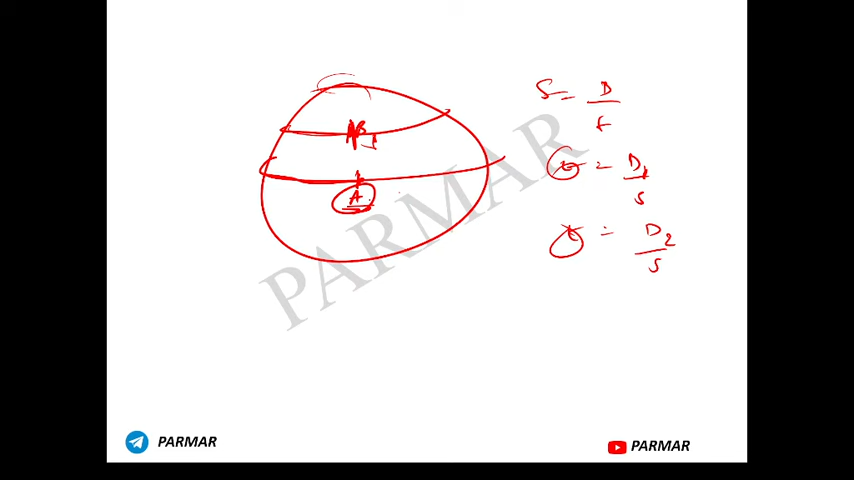 S = D
t
B
t = D1
S
A
t = D2
S
PARMAR
PARMAR
PARMAR